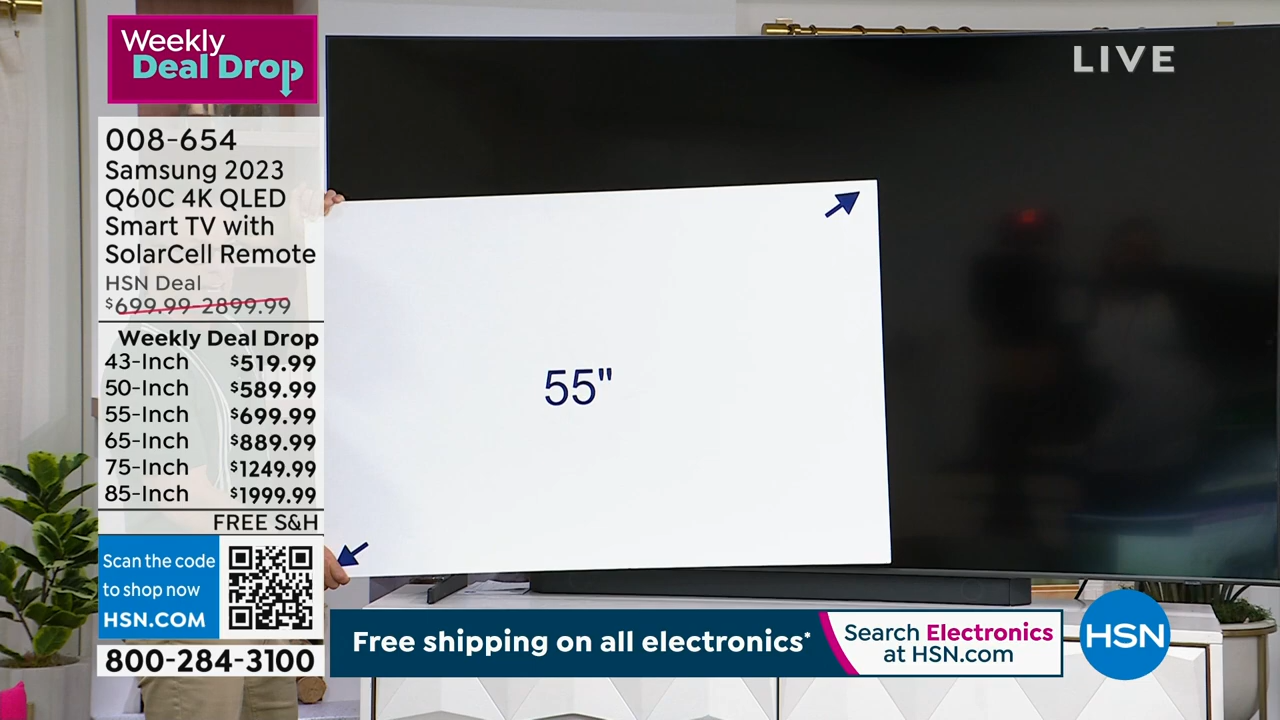 Weekly
Deal Drop
LIVE
008-654
Samsung 2023
Q60C 4K QLED
Smart TV with
SolarCell Remote
HSN Deal
$699.99-2899.99
Weekly Deal Drop
43-Inch $519.99
50-Inch $589.99
55-Inch $699.99
65-Inch $889.99
75-Inch $1249.99
85-Inch $1999.99
FREE S&H
Scan the code
to shop now
HSN.COM
800-284-3100
55"
Free shipping on all electronics*
Search Electronics
at HSN.com
HSN